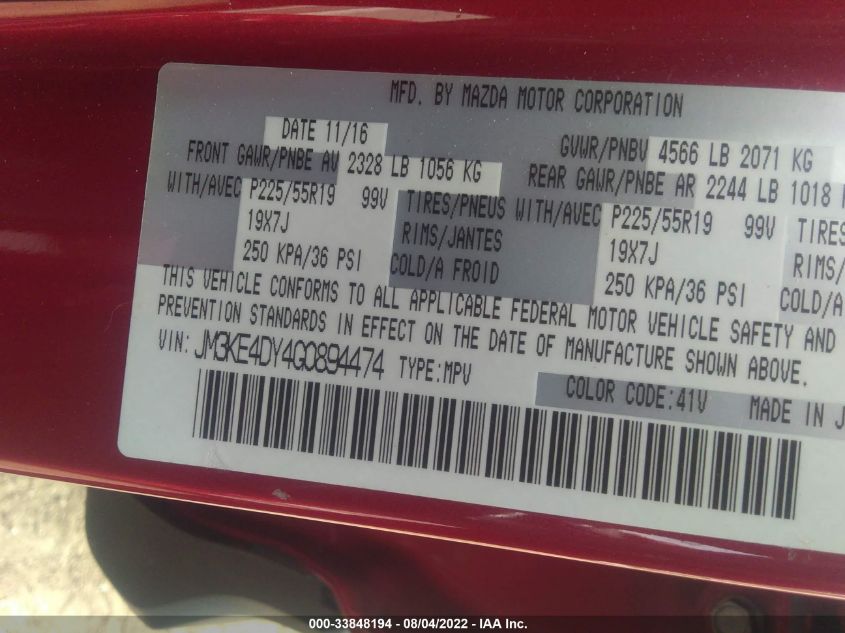 MFD. BY MAZDA MOTOR CORPORATION
DATE 11/16 GVWR/PNBV 4566 LB 2071 KG
FRONT GAWR/PNBE AV 2328 LB 1056 KG REAR GAWR/PNBE AR 2244 LB 1018
WITH/AVEC P225/55R19 99V TIRES/PNEUS WITH/AVEC P225/55R19 99V TIRES
19X7J RIMS/JANTES 19X7J RIMS/
250 KPA/36 PSI COLD/A FROID 250 KPA/36 PSI COLD/A
THIS VEHICLE CONFORMS TO ALL APPLICABLE FEDERAL MOTOR VEHICLE SAFETY AND
PREVENTION STANDARDS IN EFFECT ON THE DATE OF MANUFACTURE SHOWN ABOVE.
VIN: JM3KE4DY4G0894474 TYPE:MPV
COLOR CODE:41V MADE IN J
000-33848194 - 08/04/2022 - IAA Inc.